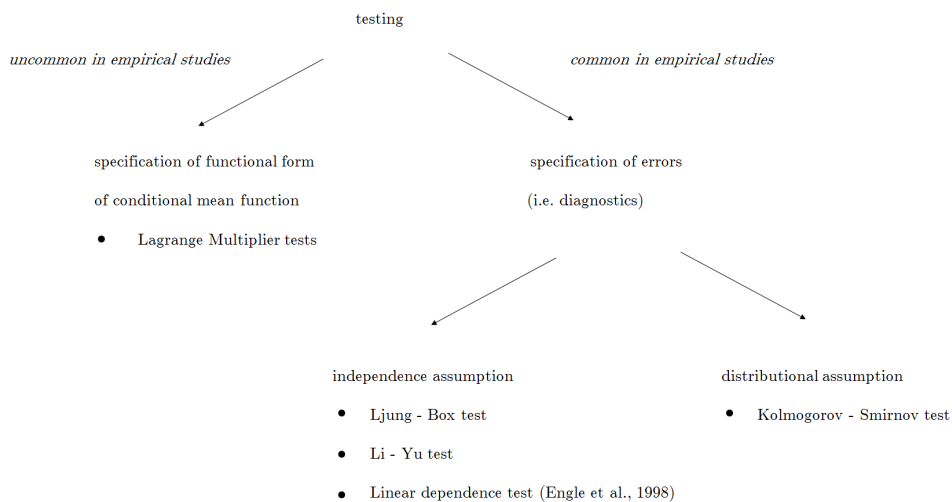 testing
uncommon in empirical studies
common in empirical studies
specification of functional form
of conditional mean function
● Lagrange Multiplier tests
specification of errors
(i.e. diagnostics)
independence assumption
● Ljung - Box test
● Li - Yu test
● Linear dependence test (Engle et al., 1998)
distributional assumption
● Kolmogorov - Smirnov test